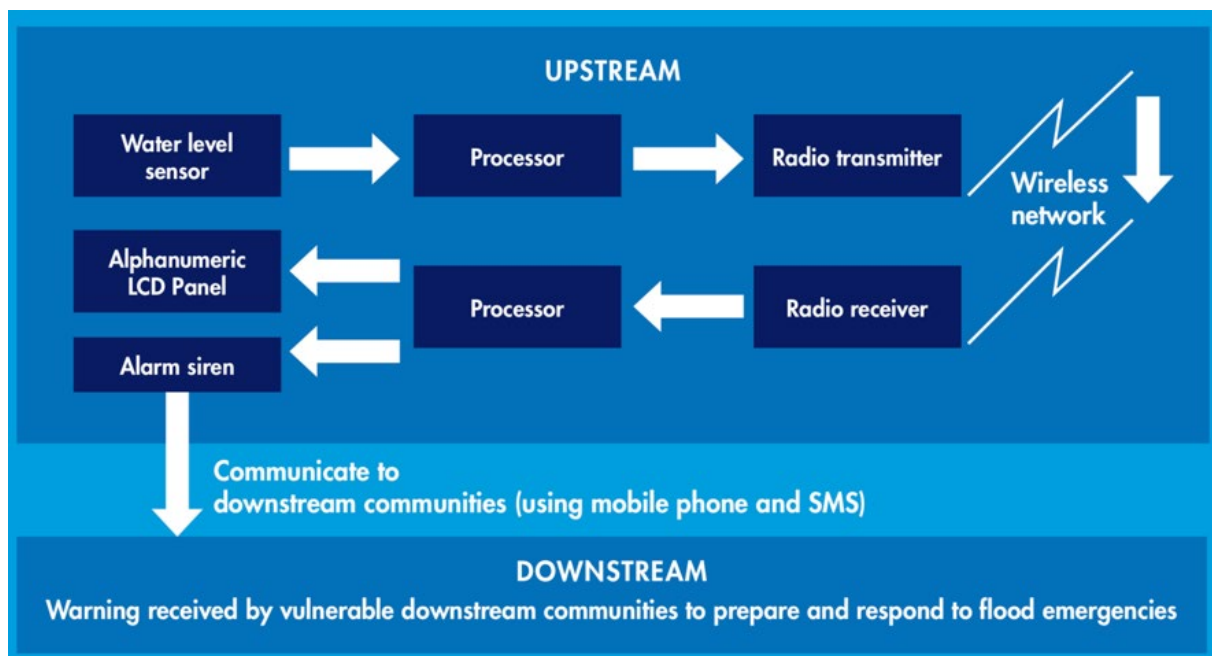 UPSTREAM
Water level
sensor
Processor
Radio transmitter
Wireless
network
Alphanumeric
LCD Panel
Processor
Radio receiver
Alarm siren
Communicate to
downstream communities (using mobile phone and SMS)
DOWNSTREAM
Warning received by vulnerable downstream communities to prepare and respond to flood emergencies